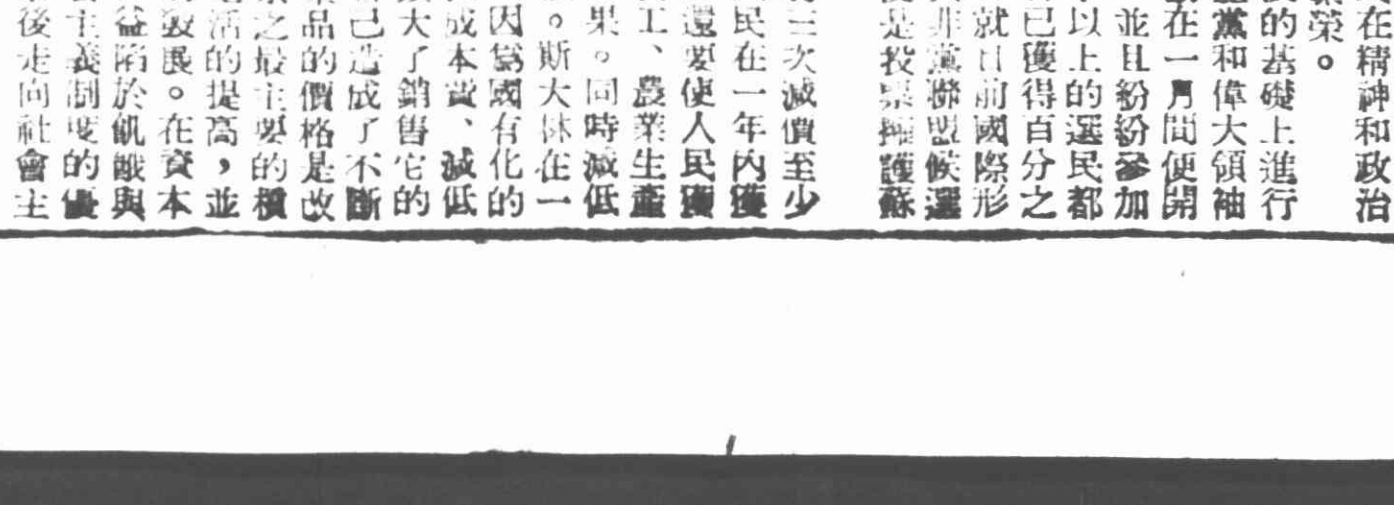 在精神和政治
榮。
的基礎上進行
黨和偉大領袖
在一月間便開
並且紛紛參加
以上的選民都
已獲得百分之
就目前國際形
非黨聯盟候選
是投票擁護蘇
三次減價至少
民在一年內獲
還要使人民獲
工、農業生產
果。同時減低
。斯大林在一
因爲國有化的
成本費、減低
大了銷售它的
己造成了不斷
品的價格是改
之最主要的積
活的提高,並
發展。在資本
益陷於飢餓與
主義制度的優
後走向社會主